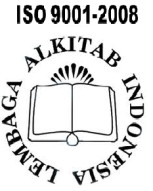 ISO 9001-2008
LEMBAGA ALKITAB INDONESIA